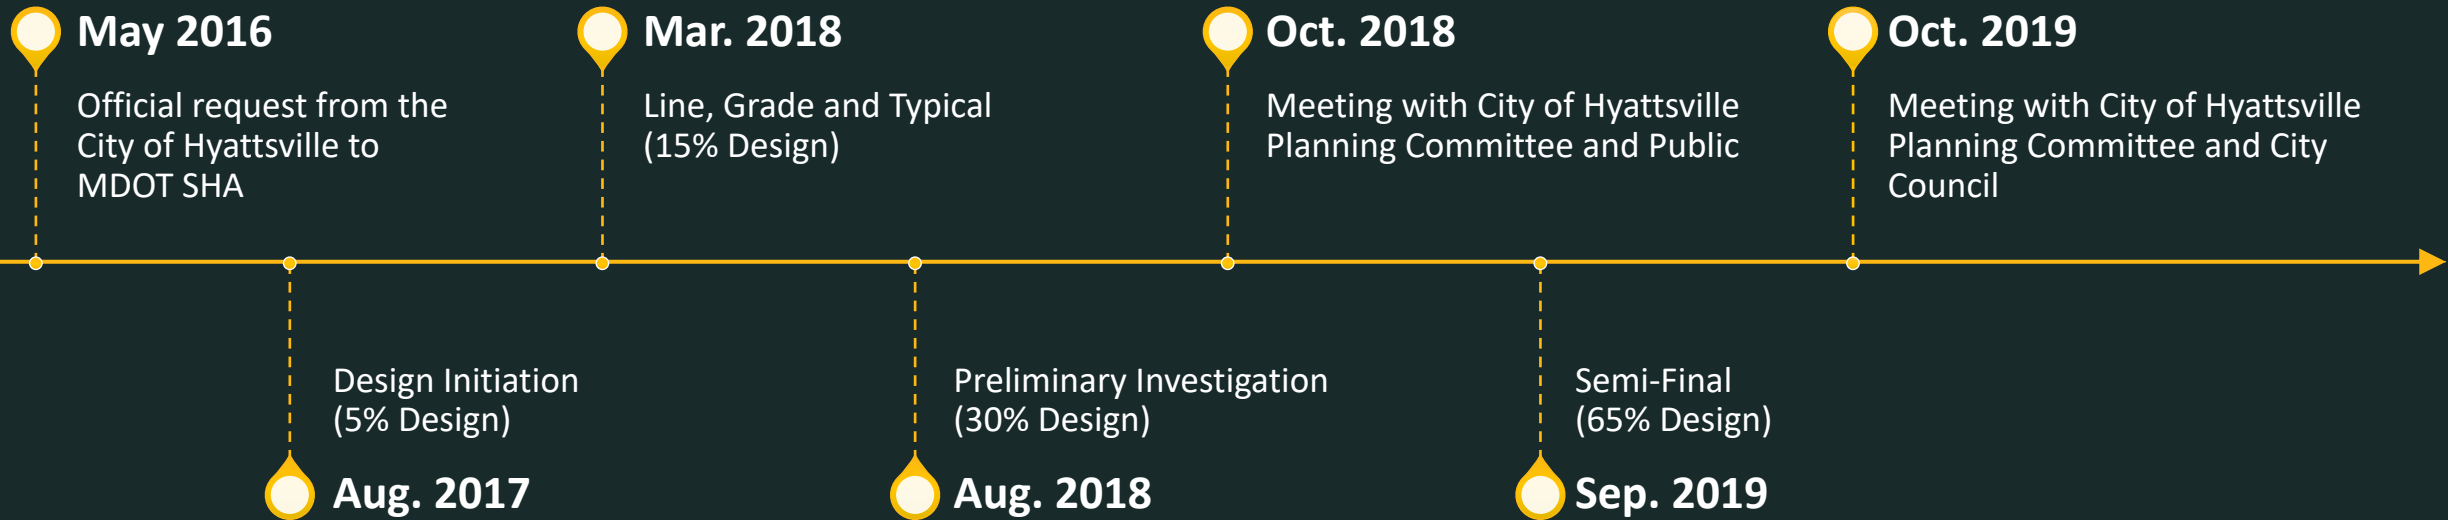 May 2016
Official request from the
City of Hyattsville to
MDOT SHA
Design Initiation
(5% Design)
Aug. 2017
Mar. 2018
Line, Grade and Typical
(15% Design)
Preliminary Investigation
(30% Design)
Aug. 2018
Oct. 2018
Meeting with City of Hyattsville
Planning Committee and Public
Semi-Final
(65% Design)
Sep. 2019
Oct. 2019
Meeting with City of Hyattsville
Planning Committee and City
Council